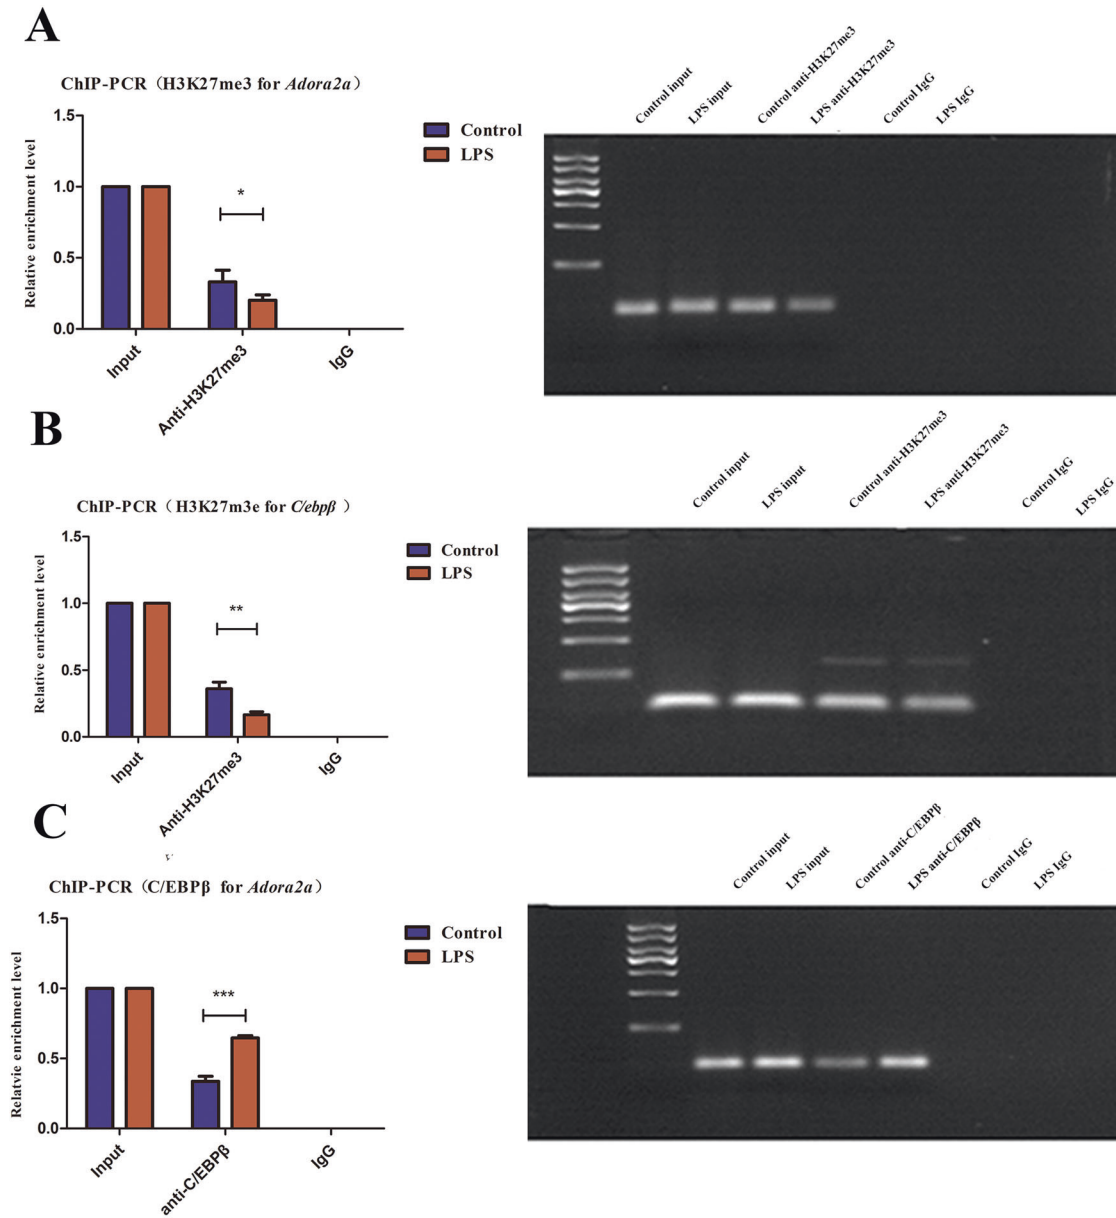 A
ChIP-PCR（H3K27me3 for Adora2a）
Relative enrichment level
1.5
1.0
0.5
0.0
*
Control
LPS
Input
Anti-H3K27me3
IgG
Control input
LPS input
Control anti-H3K27me3
LPS anti-H3K27me3
Control IgG
LPS IgG
B
ChIP-PCR（H3K27m3e for C/ebpβ ）
Relative enrichment level
1.5
1.0
0.5
0.0
**
Control
LPS
Input
Anti-H3K27me3
IgG
Control input
LPS input
Control anti-H3K27me3
LPS anti-H3K27me3
Control IgG
LPS IgG
C
ChIP-PCR（C/EBPβ for Adora2a）
Relatvie enrichment level
1.5
1.0
0.5
0.0
***
Control
LPS
Input
anti-C/EBPβ
IgG
Control input
LPS input
Control anti-C/EBPβ
LPS anti-C/EBPβ
Control IgG
LPS IgG